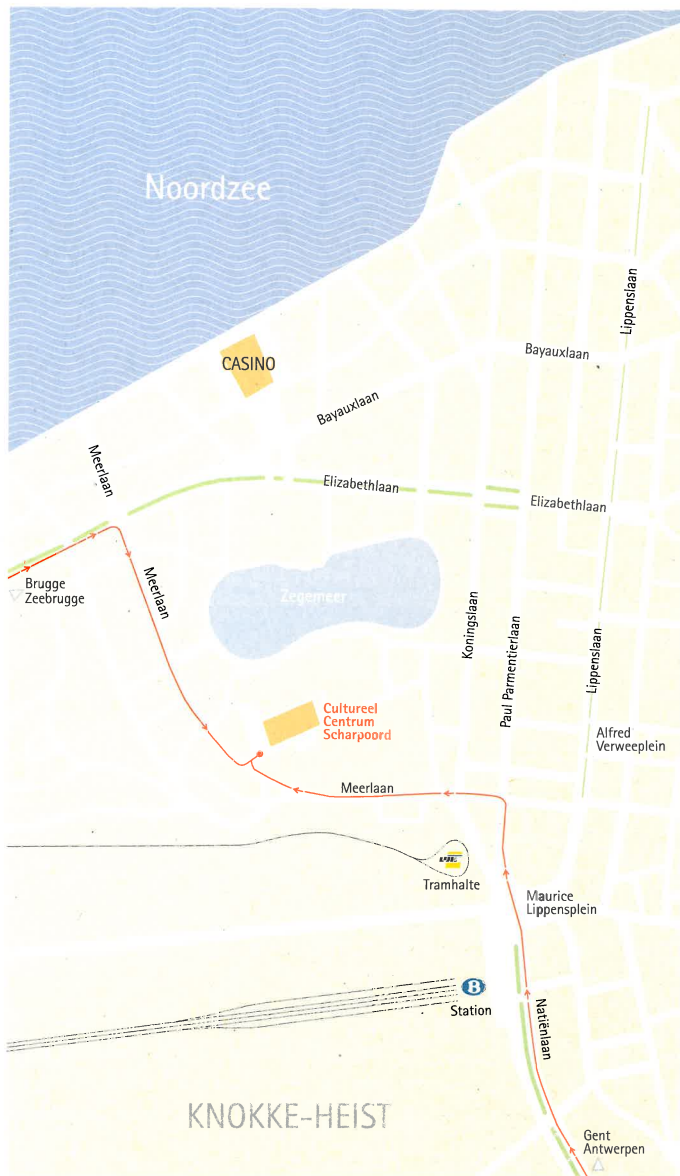 Noordzee
Lippenslaan
CASINO
Bayauxlaan
Bayauxlaan
Meerlaan
Elizabethlaan
Elizabethlaan
Brugge
Zeebrugge
Meerlaan
Zegemeer
Koningslaan
Paul Parmentierlaan
Lippenslaan
Cultureel
Centrum
Scharpoord
Alfred
Verweeplein
Meerlaan
Tramhalte
Maurice
Lippensplein
B
Station
Natiënlaan
KNOKKE-HEIST
Gent
Antwerpen